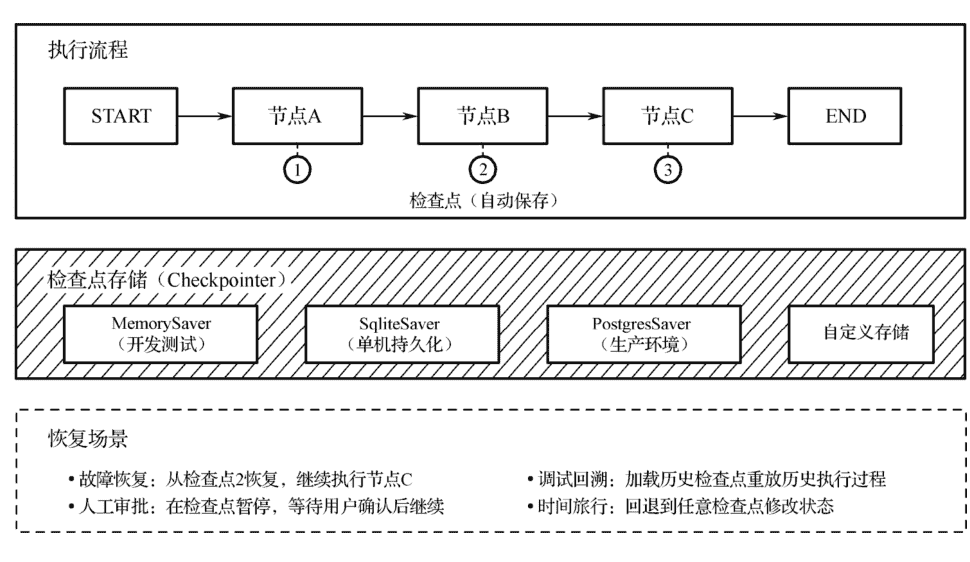 执行流程
START
节点A
节点B
节点C
END
1
2
3
检查点（自动保存）
检查点存储（Checkpointer）
MemorySaver
（开发测试）
SqliteSaver
（单机持久化）
PostgresSaver
（生产环境）
自定义存储
恢复场景
• 故障恢复：从检查点2恢复，继续执行节点C
• 人工审批：在检查点暂停，等待用户确认后继续
• 调试回溯：加载历史检查点重放历史执行过程
• 时间旅行：回退到任意检查点修改状态